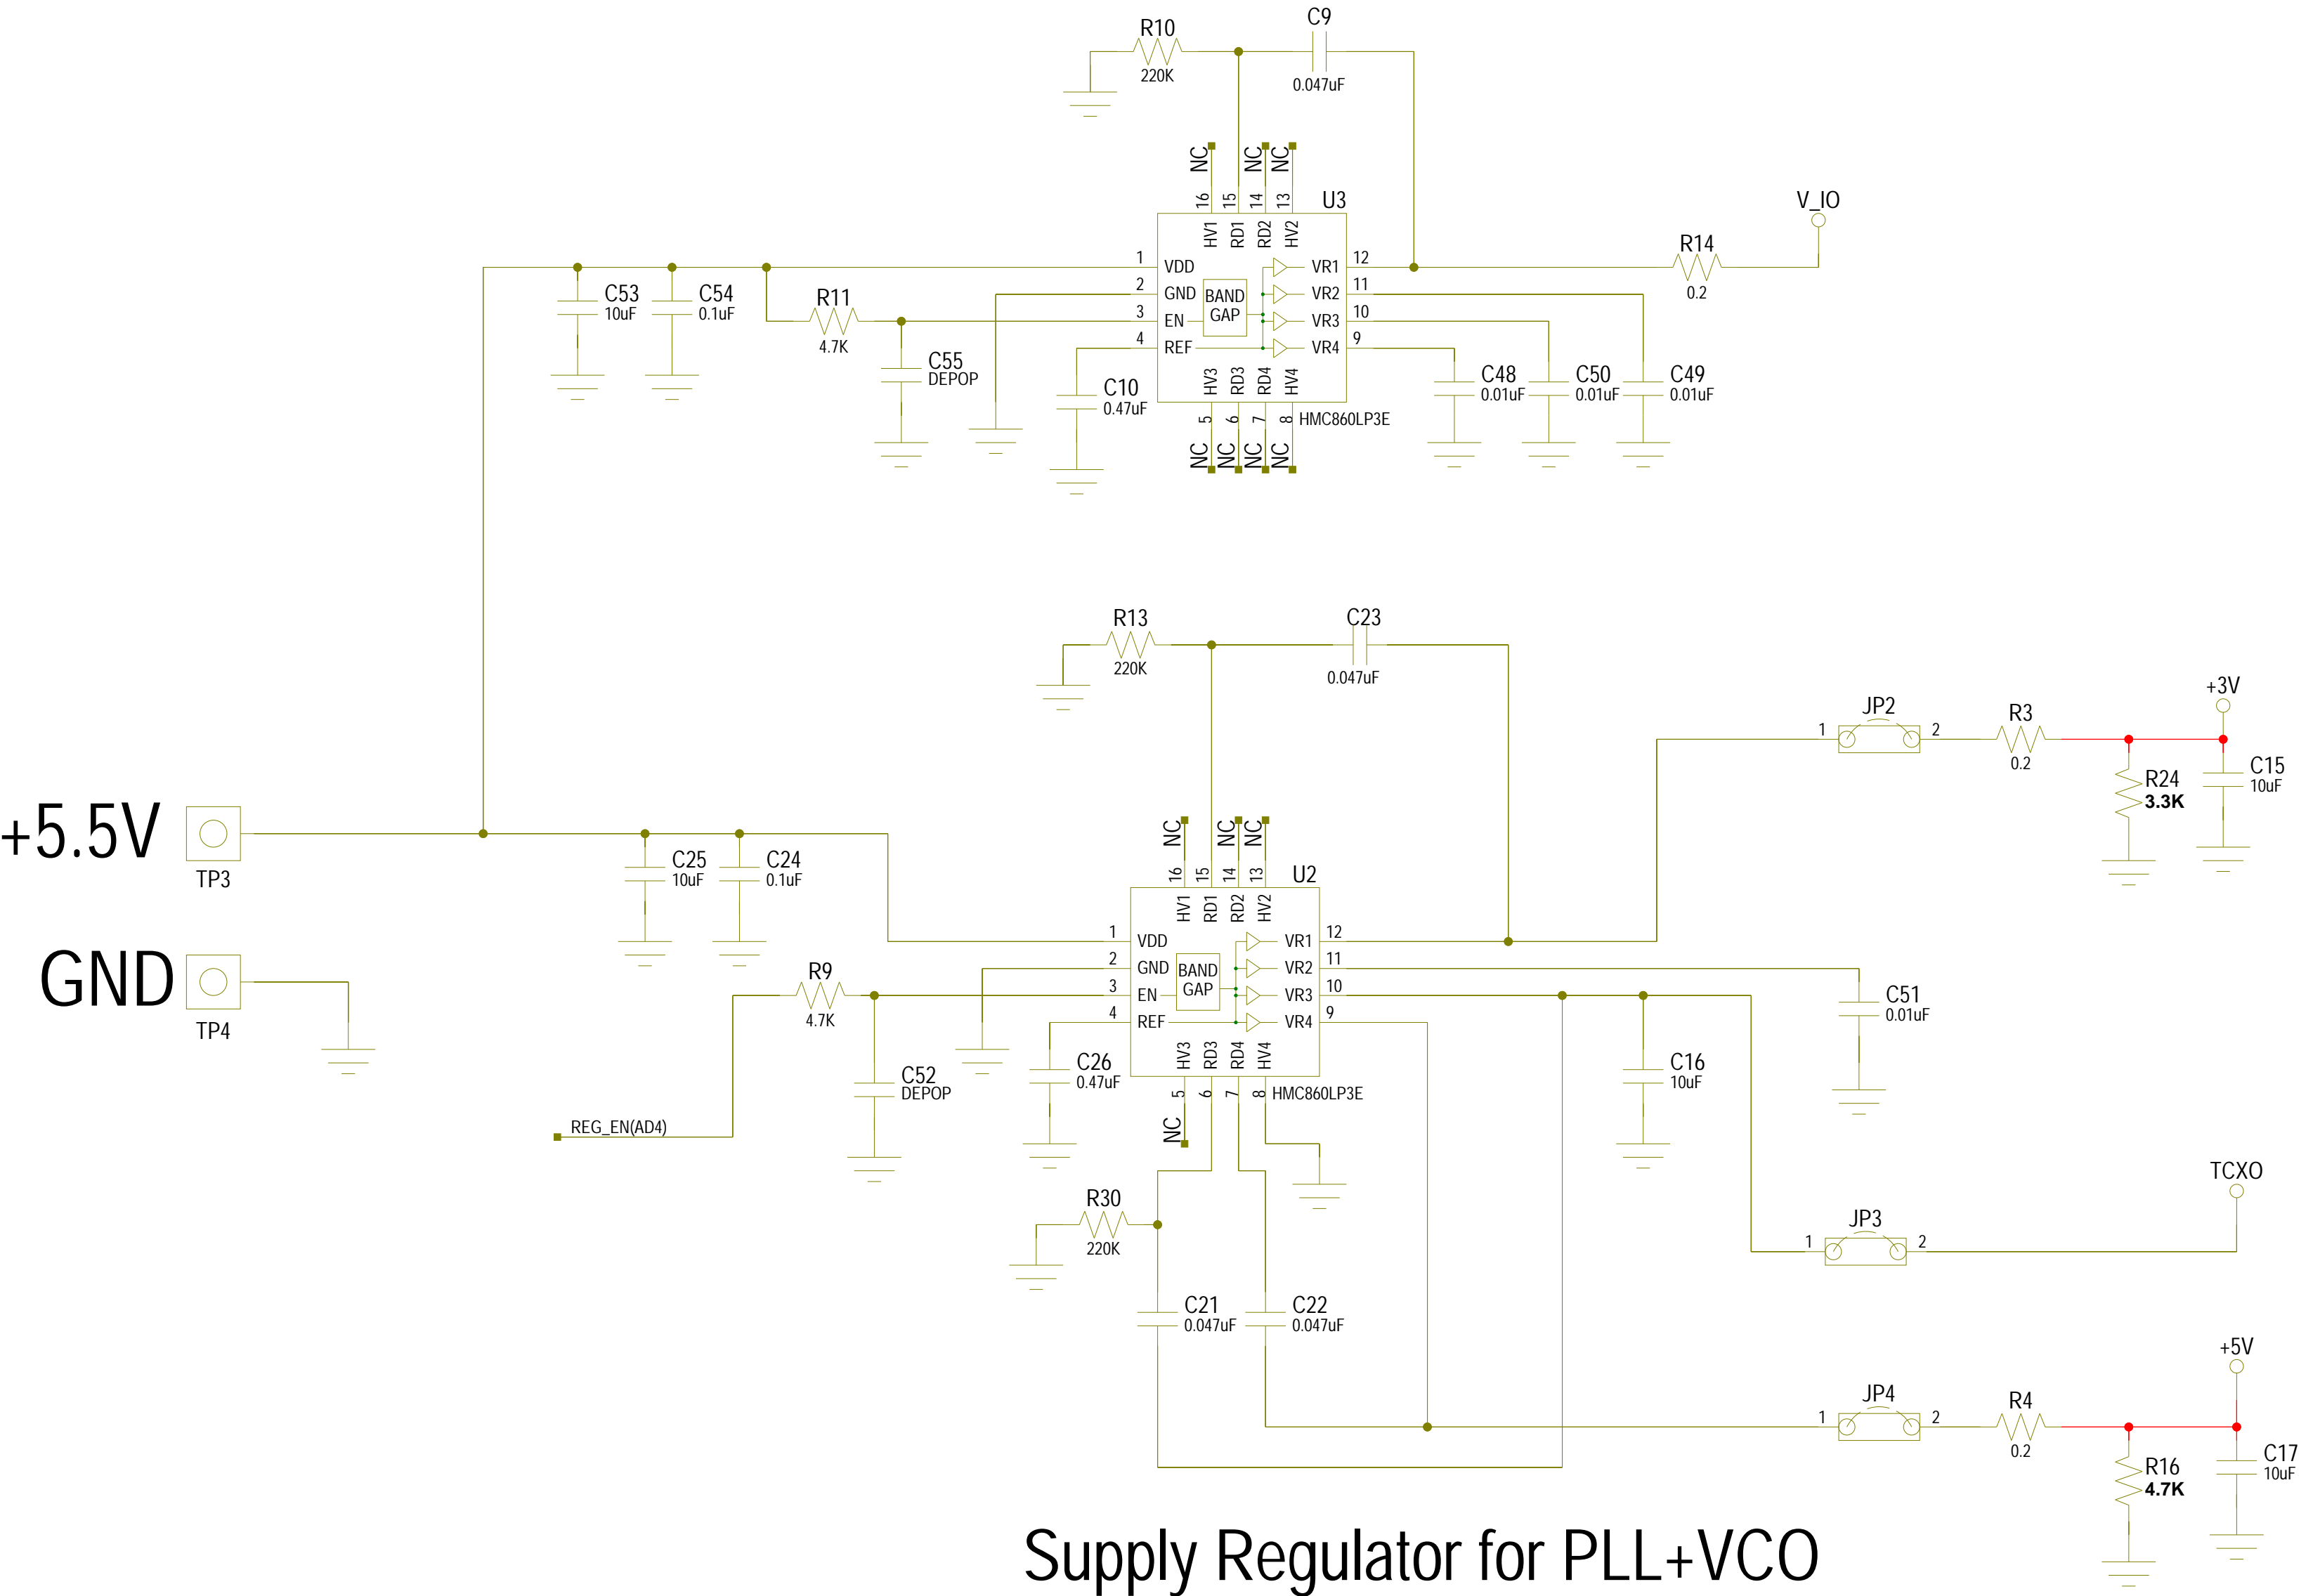 R10
220K
C9
0.047uF
NC
NC
NC
16
15
14
13
U3
HV1
RD1
RD2
HV2
V_IO
R14
0.2
1
VDD
2
GND
3
EN
4
REF
BAND
GAP
VR1
12
VR2
11
VR3
10
VR4
9
HV3
RD3
RD4
HV4
HMC860LP3E
5
6
7
8
NC
NC
NC
NC
C53
10uF
C54
0.1uF
R11
4.7K
C55
DEPOP
C10
0.47uF
C48
0.01uF
C50
0.01uF
C49
0.01uF
R13
220K
C23
0.047uF
JP2
1
2
R3
0.2
+3V
R24
3.3K
C15
10uF
+5.5V
TP3
GND
TP4
C25
10uF
C24
0.1uF
NC
NC
NC
16
15
14
13
U2
HV1
RD1
RD2
HV2
1
VDD
2
GND
3
EN
4
REF
BAND
GAP
VR1
12
VR2
11
VR3
10
VR4
9
HV3
RD3
RD4
HV4
HMC860LP3E
5
6
7
8
NC
R9
4.7K
C52
DEPOP
REG_EN(AD4)
C26
0.47uF
C16
10uF
C51
0.01uF
R30
220K
C21
0.047uF
C22
0.047uF
TCXO
JP3
1
2
+5V
JP4
1
2
R4
0.2
R16
4.7K
C17
10uF
Supply Regulator for PLL+VCO